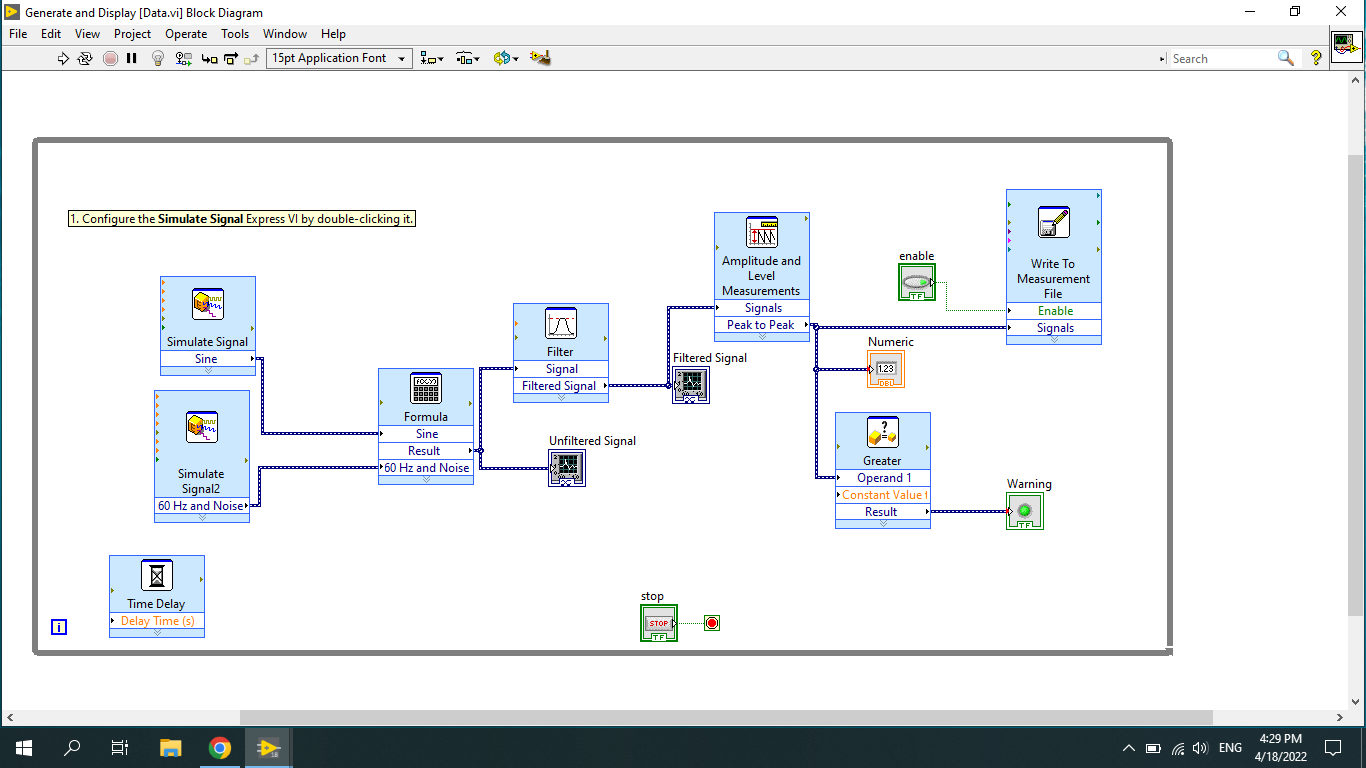 Generate and Display [Data.vi] Block Diagram
File Edit View Project Operate Tools Window Help
15pt Application Font
Search
?
1. Configure the Simulate Signal Express VI by double-clicking it.
Simulate Signal
Sine
Simulate
Signal2
60 Hz and Noise
Time Delay
Delay Time (s)
i
Formula
Sine
Result
60 Hz and Noise
Filter
Signal
Filtered Signal
Unfiltered Signal
Filtered Signal
Amplitude and
Level
Measurements
Signals
Peak to Peak
enable
TF
Numeric
1.23
DBL
Write To
Measurement
File
Enable
Signals
?
Greater
Operand 1
Constant Value
Result
Warning
TF
stop
STOP
TF
ENG
4:29 PM
4/18/2022